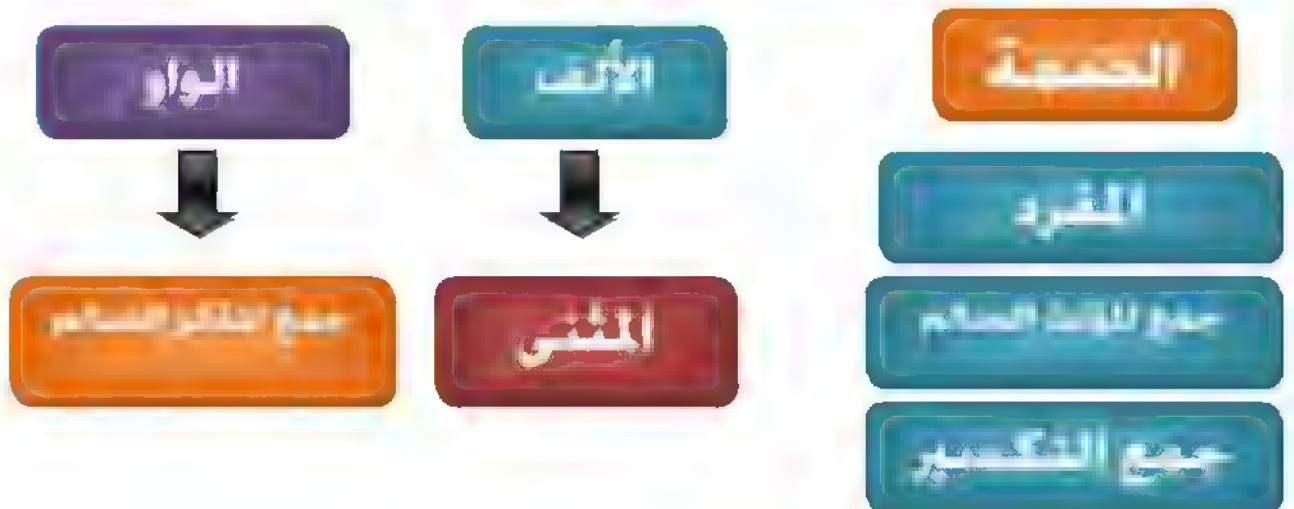 الضمة
الألف
الواو
المفرد
جمع المؤنث السالم
المثنى
جمع المذكر السالم
جمع التكسير